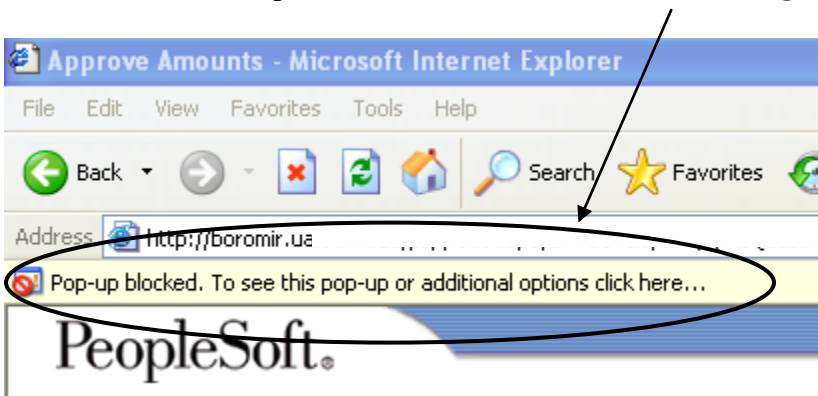 Approve Amounts - Microsoft Internet Explorer
File Edit View Favorites Tools Help
Back Search Favorites
Address http://boromir.ua
Pop-up blocked. To see this pop-up or additional options click here...
PeopleSoft®